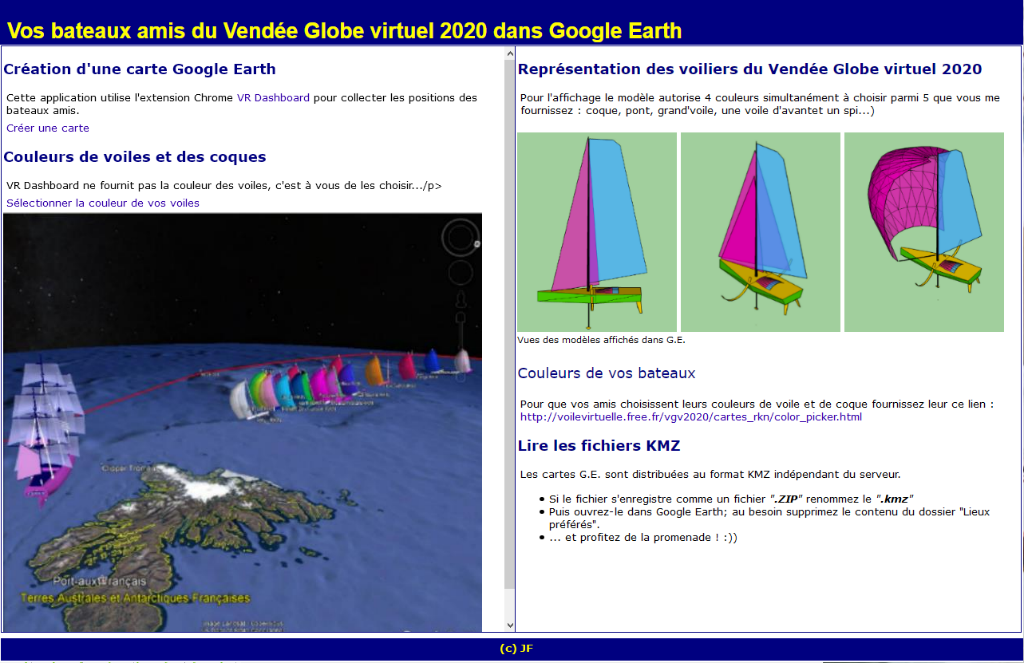 Vos bateaux amis du Vendée Globe virtuel 2020 dans Google Earth
Création d'une carte Google Earth
Cette application utilise l'extension Chrome VR Dashboard pour collecter les positions des
bateaux amis.
Créer une carte
Couleurs de voiles et des coques
VR Dashboard ne fournit pas la couleur des voiles, c'est à vous de les choisir.../p>
Sélectionner la couleur de vos voiles
Port-aux-Français
Terres Australes et Antarctiques Françaises
Représentation des voiliers du Vendée Globe virtuel 2020
Pour l'affichage le modèle autorise 4 couleurs simultanément à choisir parmi 5 que vous me
fournissez : coque, pont, grand'voile, une voile d'avantet un spi...)
Vues des modèles affichés dans G.E.
Couleurs de vos bateaux
Pour que vos amis choisissent leurs couleurs de voile et de coque fournissez leur ce lien :
http://voilevirtuelle.free.fr/vgv2020/cartes_rkn/color_picker.html
Lire les fichiers KMZ
Les cartes G.E. sont distribuées au format KMZ indépendant du serveur.
• Si le fichier s'enregistre comme un fichier ".ZIP" renommez le ".kmz"
• Puis ouvrez-le dans Google Earth; au besoin supprimez le contenu du dossier "Lieux
préférés".
• ... et profitez de la promenade ! :))
(c) JF